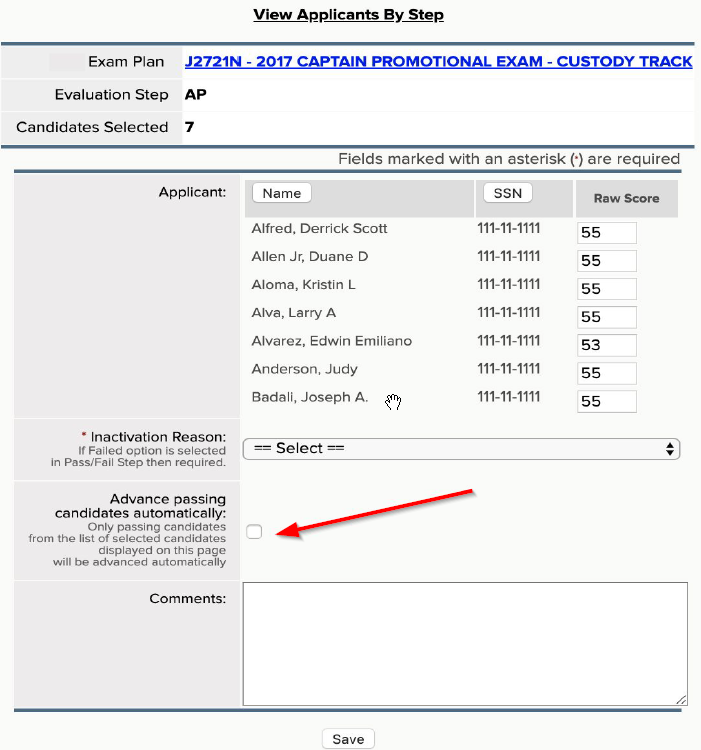 View Applicants By Step
Exam Plan J2721N - 2017 CAPTAIN PROMOTIONAL EXAM - CUSTODY TRACK
Evaluation Step AP
Candidates Selected 7
Fields marked with an asterisk (*) are required
Applicant: Name SSN Raw Score
Alfred, Derrick Scott 111-11-1111 55
Allen Jr, Duane D 111-11-1111 55
Aloma, Kristin L 111-11-1111 55
Alva, Larry A 111-11-1111 55
Alvarez, Edwin Emiliano 111-11-1111 53
Anderson, Judy 111-11-1111 55
Badali, Joseph A. 111-11-1111 55
* Inactivation Reason: == Select ==
If Failed option is selected
in Pass/Fail Step then required.
Advance passing
candidates automatically:
Only passing candidates
from the list of selected candidates
displayed on this page
will be advanced automatically
Comments:
Save